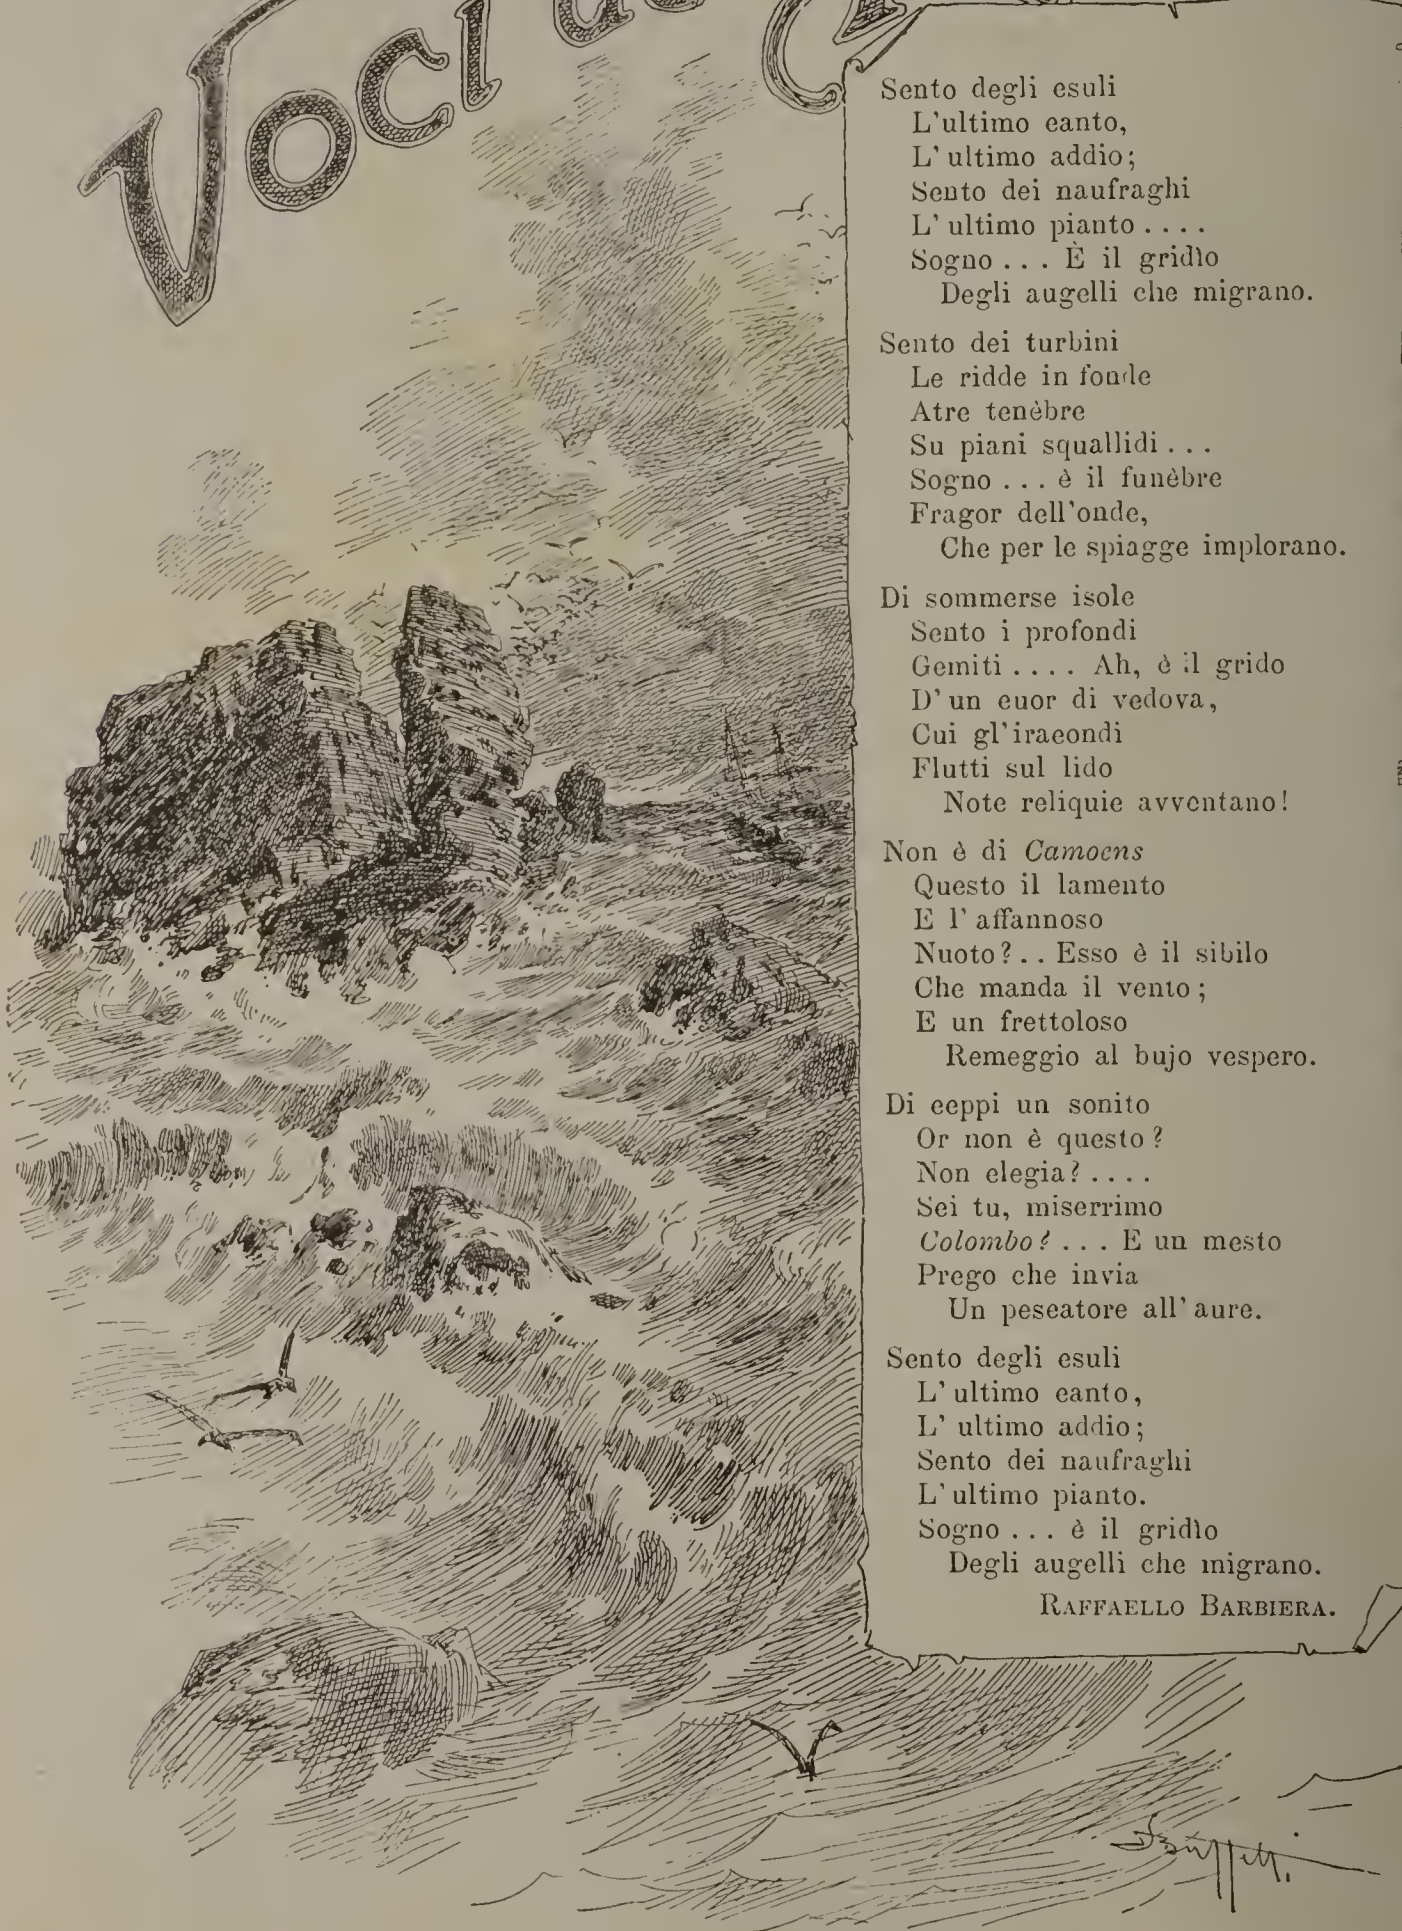 Voci
Sento degli esuli
L'ultimo canto,
L' ultimo addio;
Sento dei naufraghi
L' ultimo pianto ....
Sogno ... È il gridìo
Degli augelli che migrano.
Sento dei turbini
Le ridde in fonde
Atre tenèbre
Su piani squallidi ...
Sogno ... è il funèbre
Fragor dell'onde,
Che per le spiagge implorano.
Di sommerse isole
Sento i profondi
Gemiti .... Ah, è il grido
D' un cuor di vedova,
Cui gl'iracondi
Flutti sul lido
Note reliquie avventano!
Non è di Camoens
Questo il lamento
E l' affannoso
Nuoto? .. Esso è il sibilo
Che manda il vento;
E un frettoloso
Remeggio al bujo vespero.
Di ceppi un sonito
Or non è questo?
Non elegia? ....
Sei tu, miserrimo
Colombo? ... E un mesto
Prego che invia
Un pescatore all' aure.
Sento degli esuli
L' ultimo canto,
L' ultimo addio;
Sento dei naufraghi
L' ultimo pianto.
Sogno ... è il gridìo
Degli augelli che migrano.
RAFFAELLO BARBIERA.